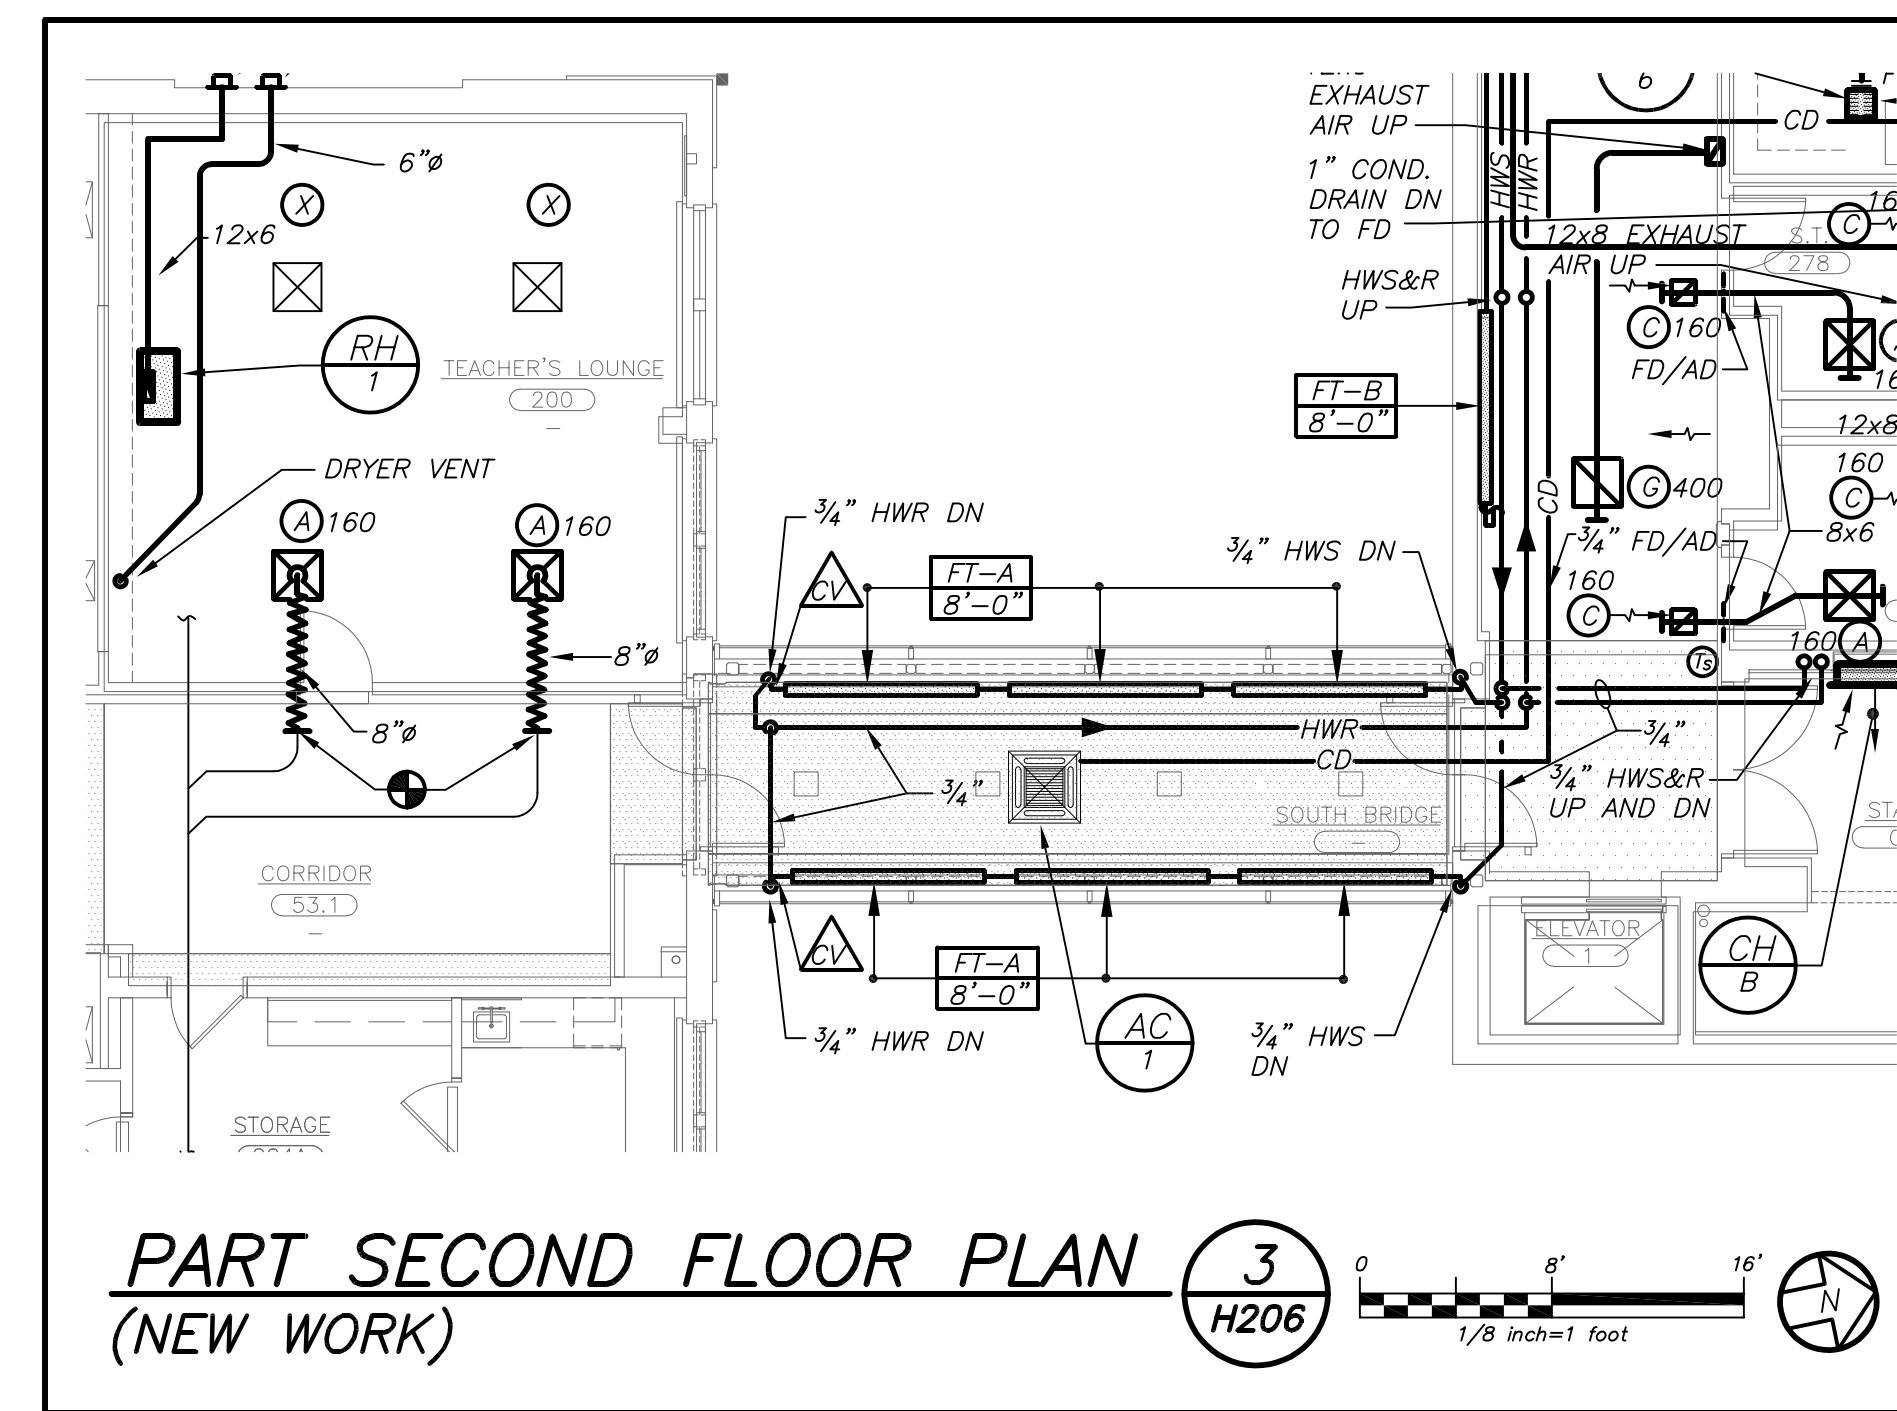 6"ø
X
X
12x6
RH
1
TEACHER'S LOUNGE
200
DRYER VENT
A 160
A 160
8"ø
8"ø
CORRIDOR
53.1
STORAGE
EXHAUST
AIR UP
1" COND.
DRAIN DN
TO FD
HWS&R
UP
HWS
HWR
6
CD
12x8 EXHAUST
AIR UP
S.T.
278
C
16
C 160
FD/AD
FT-B
8'-0"
12x8
160
C
G 400
CD
3/4" FD/AD
8x6
160
C
160 A
Ts
3/4" HWR DN
3/4" HWS DN
CV
FT-A
8'-0"
HWR
CD
3/4"
3/4"
3/4" HWS&R
UP AND DN
SOUTH BRIDGE
CV
FT-A
8'-0"
3/4" HWR DN
AC
1
3/4" HWS
DN
ELEVATOR
1
CH
B
PART SECOND FLOOR PLAN
(NEW WORK)
3
H206
0 8' 16'
1/8 inch=1 foot
N